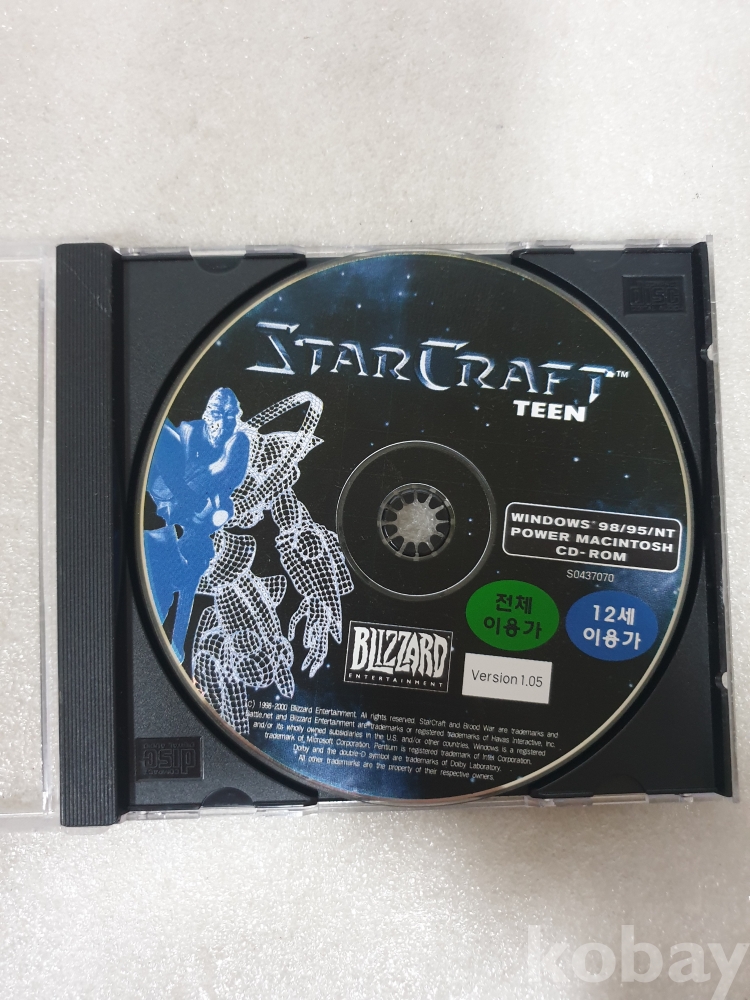 STARCRAFT™
TEEN
WINDOWS® 98/95/NT
POWER MACINTOSH
CD-ROM
S0437070
전체
이용가
12세
이용가
BLIZZARD
ENTERTAINMENT
Version 1.05
(C) 1998-2000 Blizzard Entertainment. All rights reserved. StarCraft and Brood War are trademarks and
Battle.net and Blizzard Entertainment are trademarks or registered trademarks of Havas Interactive, Inc.
and/or its wholly owned subsidiaries in the U.S. and/or other countries. Windows is a registered
trademark of Microsoft Corporation. Pentium is registered trademark of Intel Corporation.
Dolby and the double-D symbol are trademarks of Dolby Laboratory.
All other trademarks are the property of their respective owners.
kobay